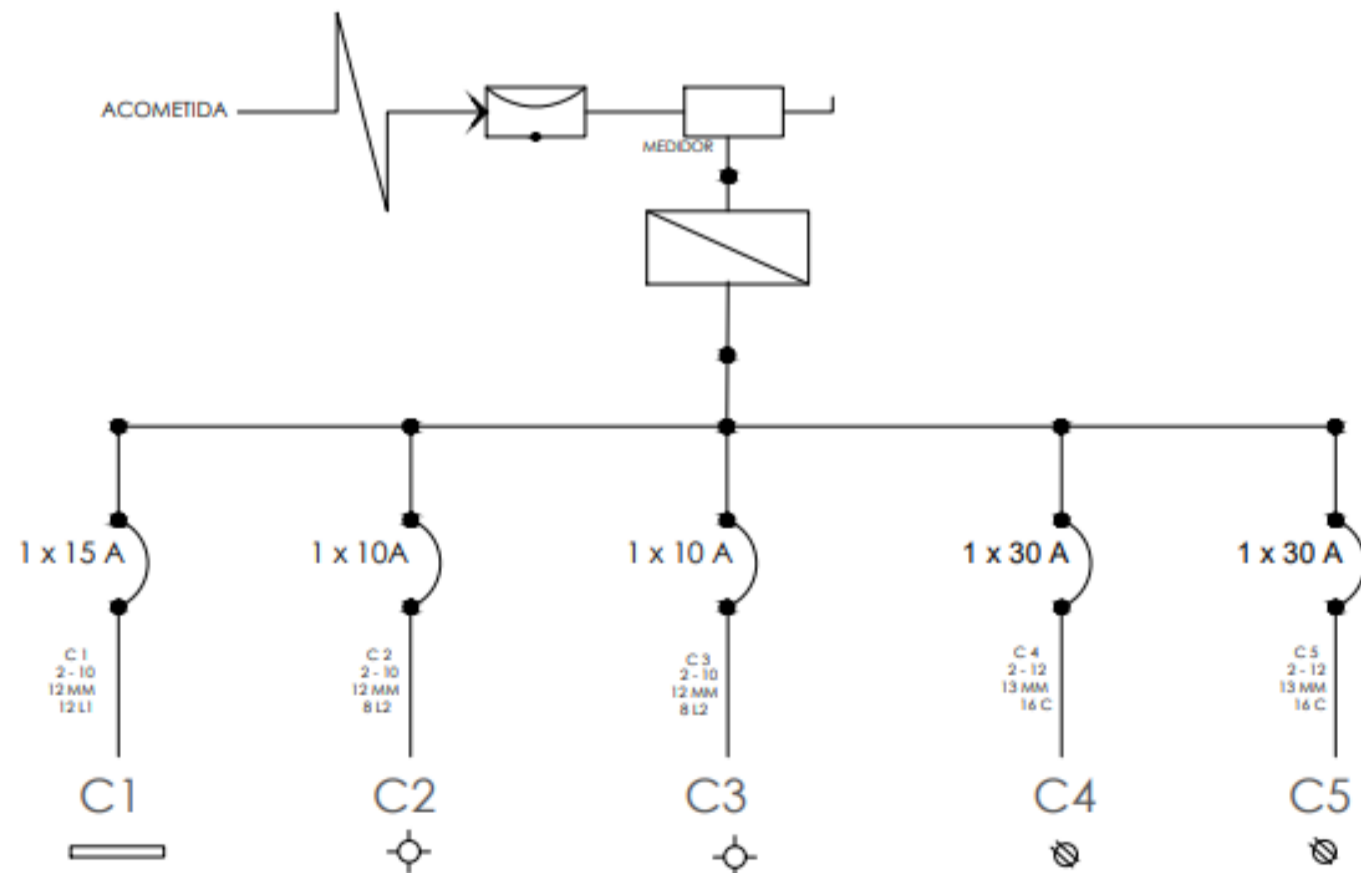 ACOMETIDA
MEDIDOR
1 x 15 A
1 x 10A
1 x 10 A
1 x 30 A
1 x 30 A
C 1
2 - 10
12 MM
12 L1
C 2
2 - 10
12 MM
8 L2
C 3
2 - 10
12 MM
8 L2
C 4
2 - 12
13 MM
16 C
C 5
2 - 12
13 MM
16 C
C1
C2
C3
C4
C5